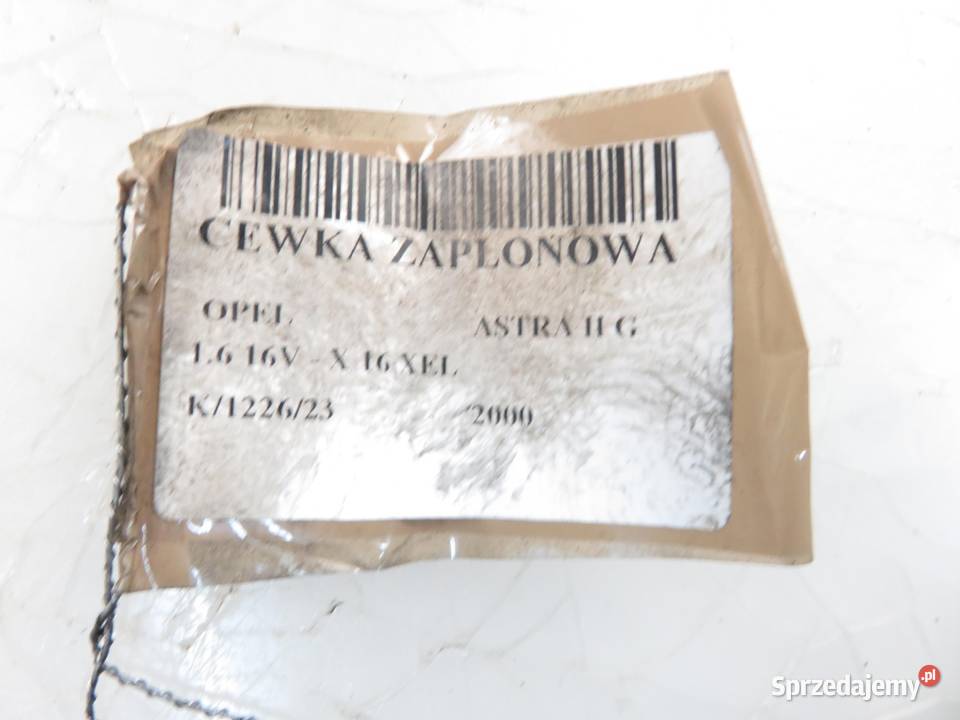 CEWKA ZAPLONOWA
OPEL ASTRA II G
1.6 16V - X 16 XEL
K/1226/23 2000
Sprzedajemy.pl